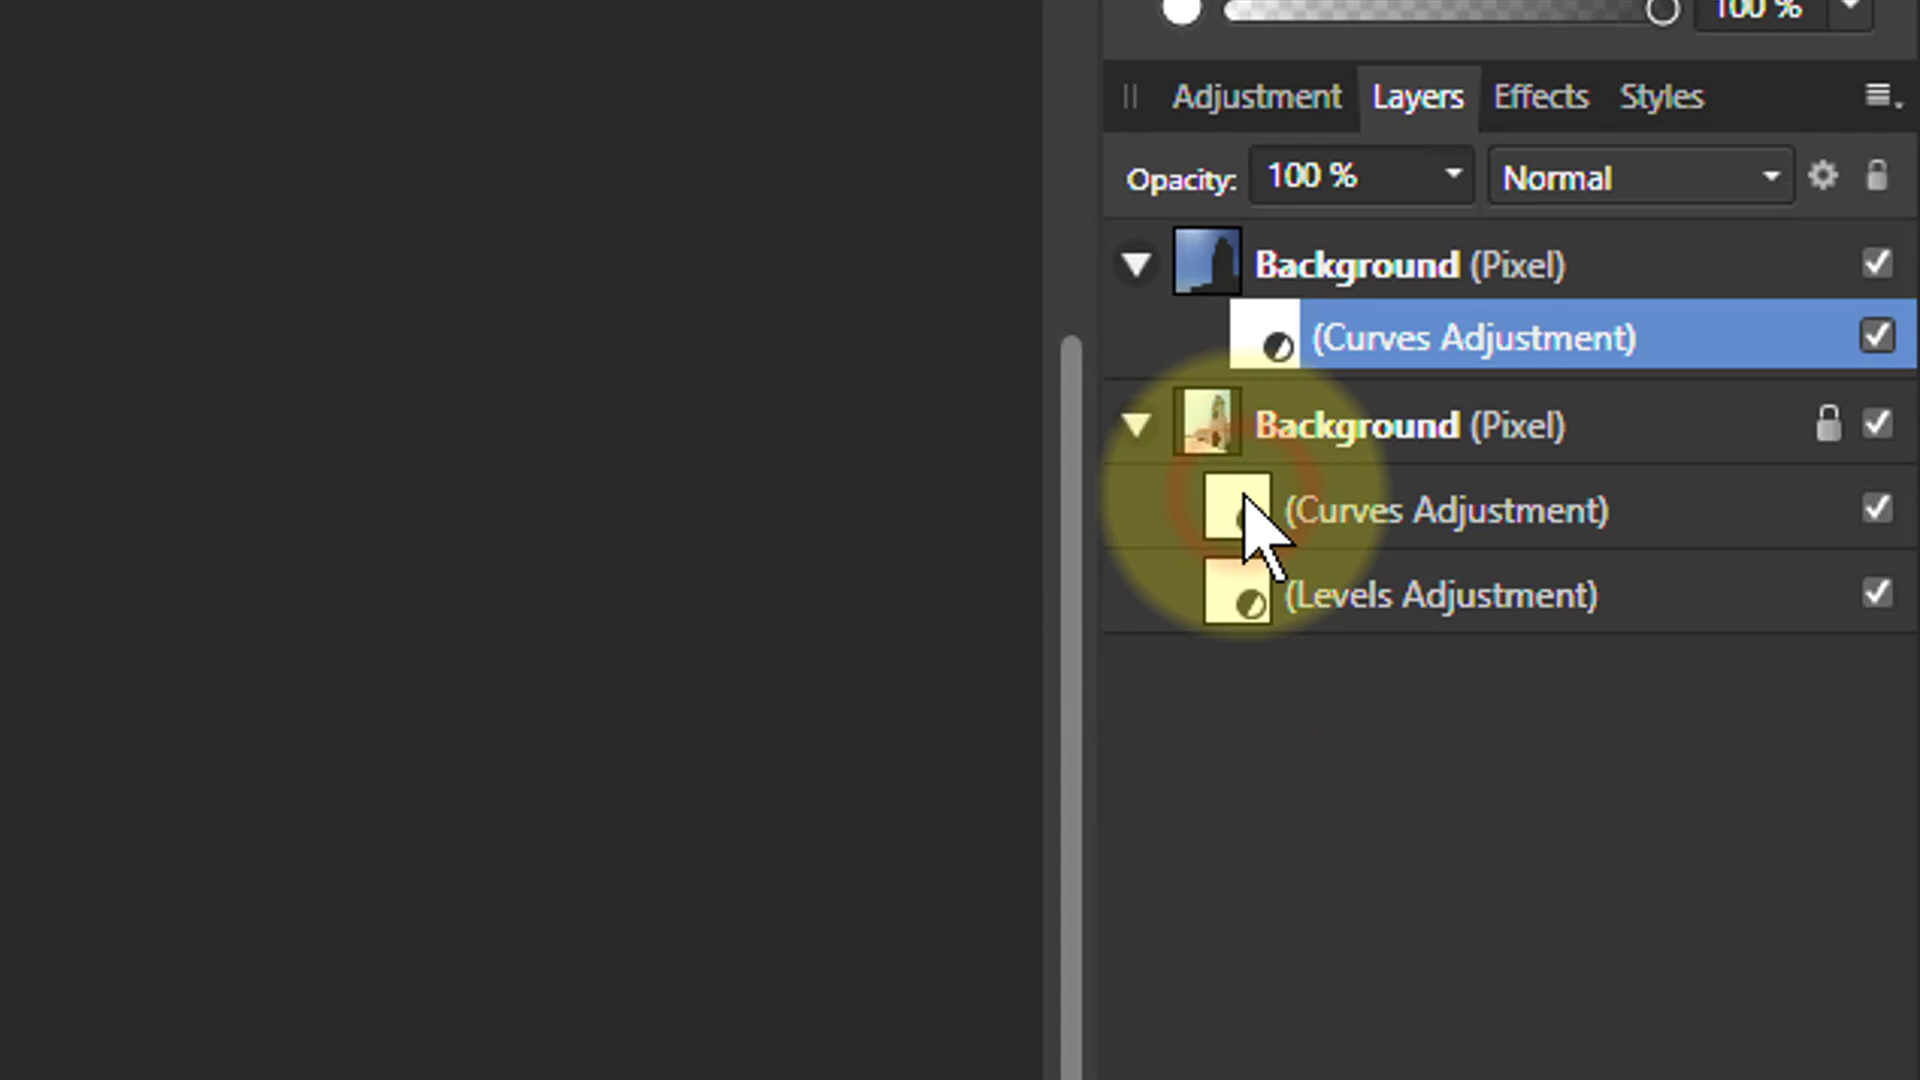 100 %
Adjustment Layers Effects Styles
Opacity: 100 % Normal
Background (Pixel)
(Curves Adjustment)
Background (Pixel)
(Curves Adjustment)
(Levels Adjustment)